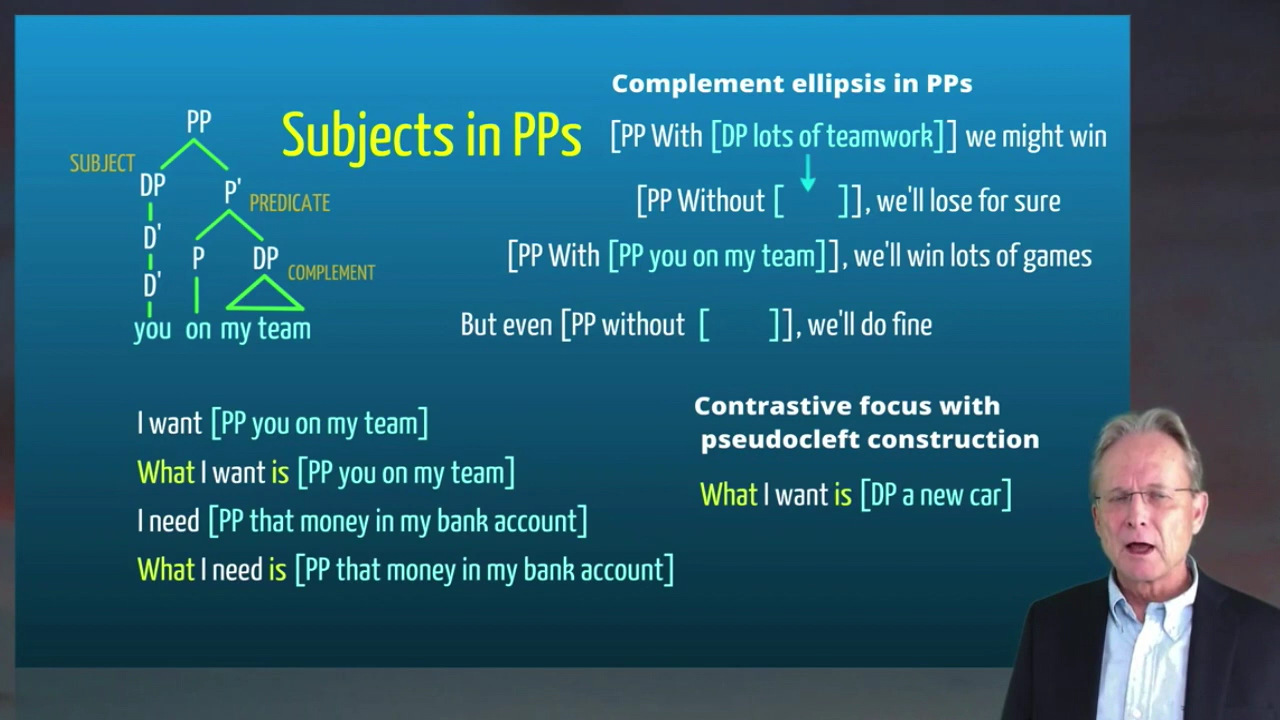 Subjects in PPs
PP
SUBJECT
DP P'
PREDICATE
D' P DP
COMPLEMENT
D'
you on my team
Complement ellipsis in PPs
[PP With [DP lots of teamwork]] we might win
[PP Without [ ]], we'll lose for sure
[PP With [PP you on my team]], we'll win lots of games
But even [PP without [ ]], we'll do fine
I want [PP you on my team]
What I want is [PP you on my team]
I need [PP that money in my bank account]
What I need is [PP that money in my bank account]
Contrastive focus with
pseudocleft construction
What I want is [DP a new car]